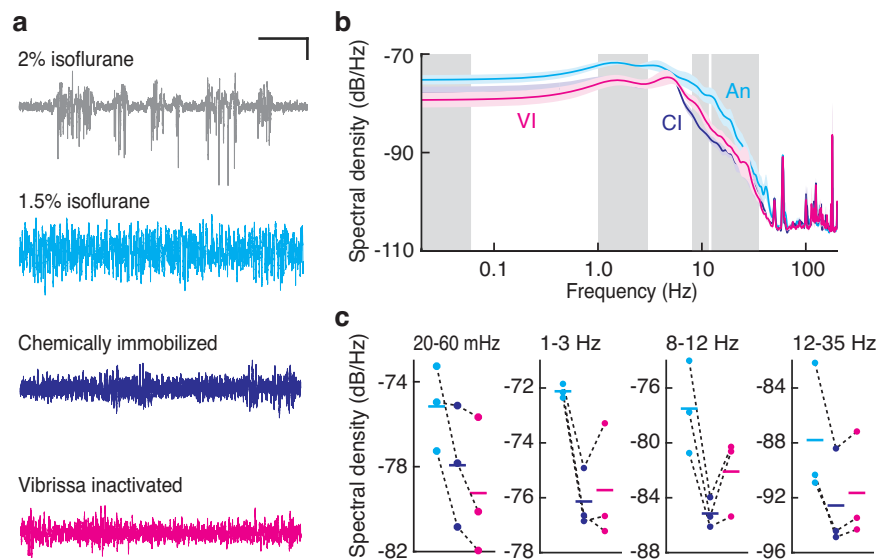 a
2% isoflurane
1.5% isoflurane
Chemically immobilized
Vibrissa inactivated
b
Spectral density (dB/Hz)
-70
-90
-110
An
VI
CI
0.1
1.0
10
100
Frequency (Hz)
c
Spectral density (dB/Hz)
20-60 mHz
-74
-78
-82
1-3 Hz
-72
-74
-76
-78
8-12 Hz
-76
-80
-84
-88
12-35 Hz
-84
-88
-92
-96